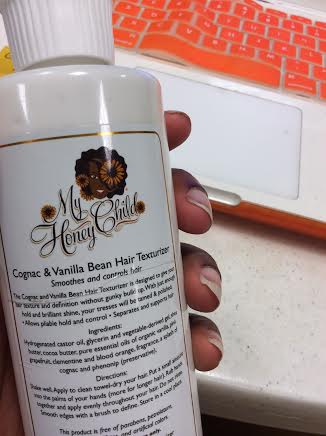 My
Honey Child
Cognac & Vanilla Bean Hair Texturizer
Smoothes and controls hair
The Cognac and Vanilla Bean Hair Texturizer is designed to give your
hair texture and definition without gunky build up. With just enough
hold and brilliant shine, your tresses will be tamed & polished.
• Allows pliable hold and control • Separates and supports hair
Ingredients:
Hydrogenated castor oil, glycerin and vegetable-derived gel, shea
butter, cocoa butter, pure essential oils of organic vanilla, pink
grapefruit, clementine and blood orange, fragrance, a splash of
cognac and phenonip (preservative).
Directions:
Shake well. Apply to clean towel-dry your hair. Put a small amount
into the palms of your hands (more for longer hair). Rub hands
together and apply evenly throughout your hair. Do not rinse.
Smooth edges with a brush to define. Store in a cool place.
This product is free of parabens, petrolatum,
and artificial colors.